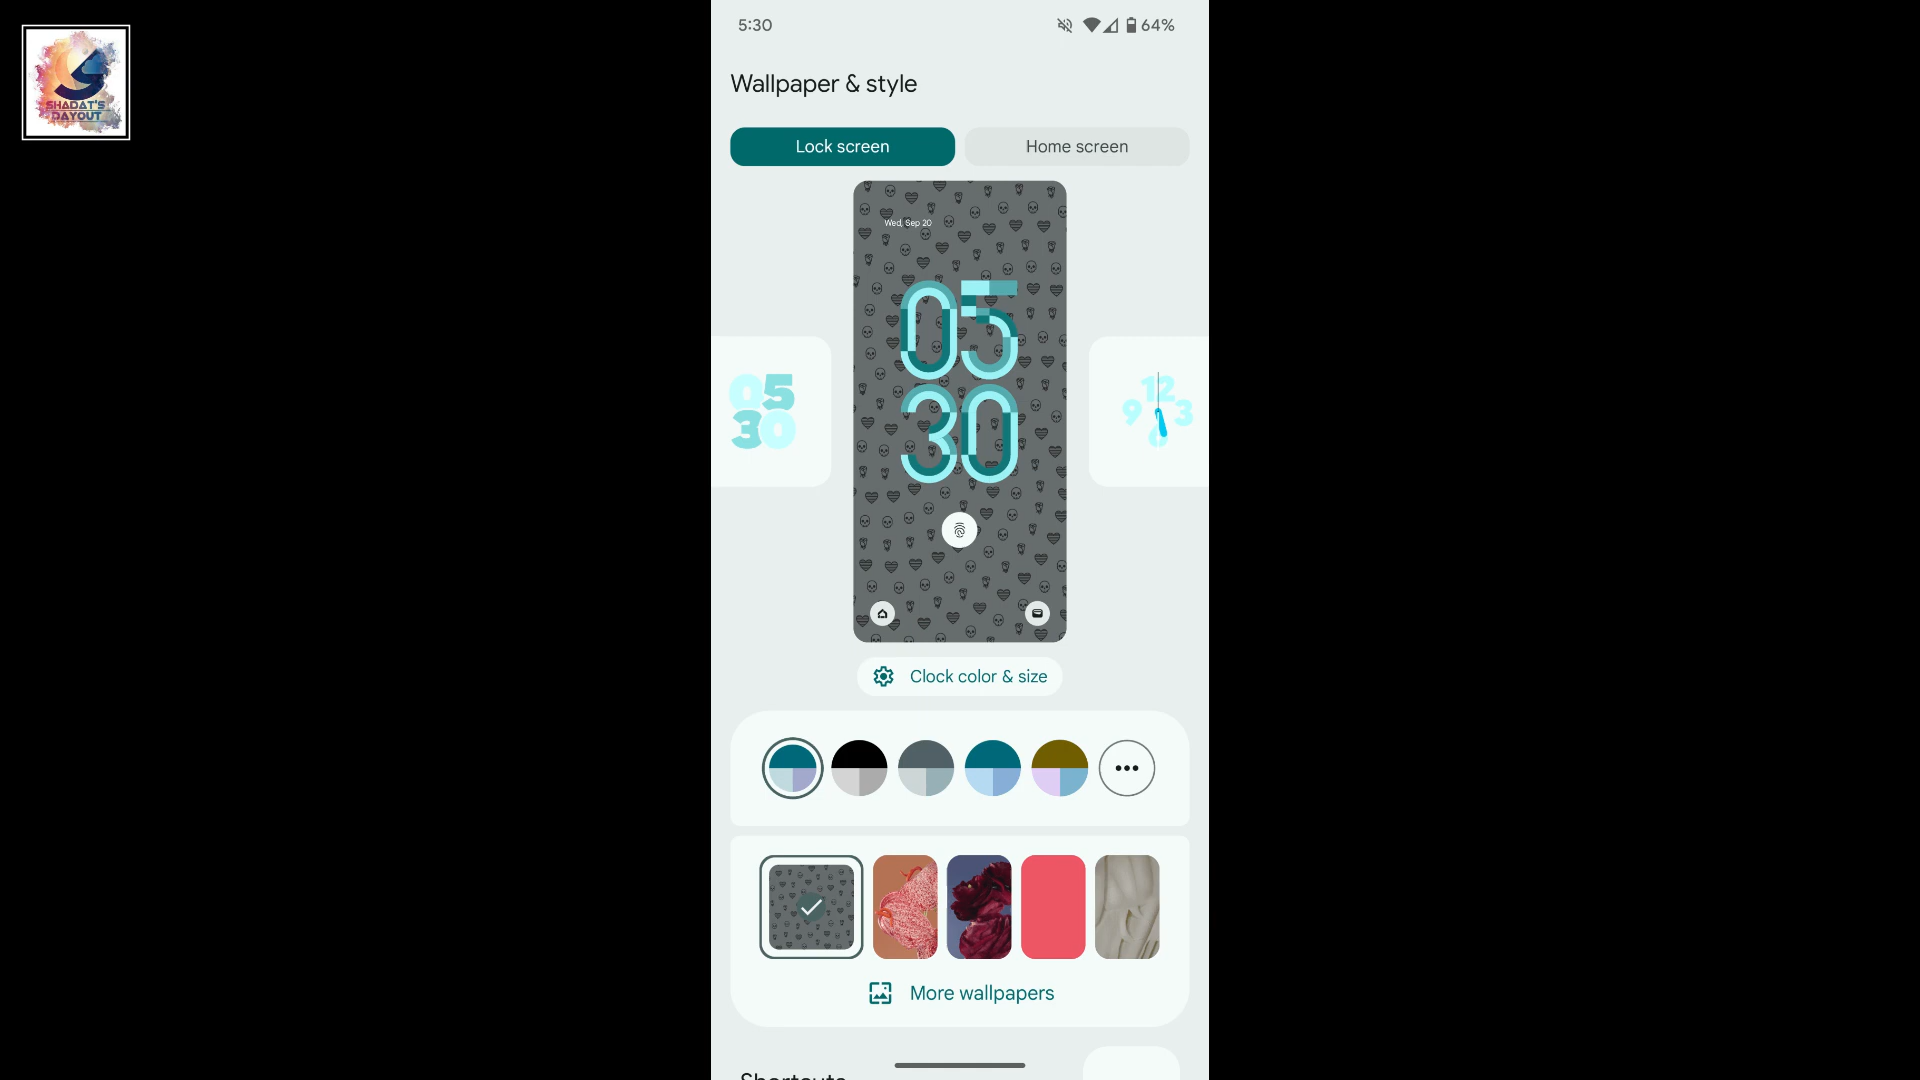 SHADAT'S
DAYOUT
5:30
64%
Wallpaper & style
Lock screen
Home screen
Wed, Sep 20
05
30
05
30
12
9
3
6
Clock color & size
More wallpapers
Shortcuts